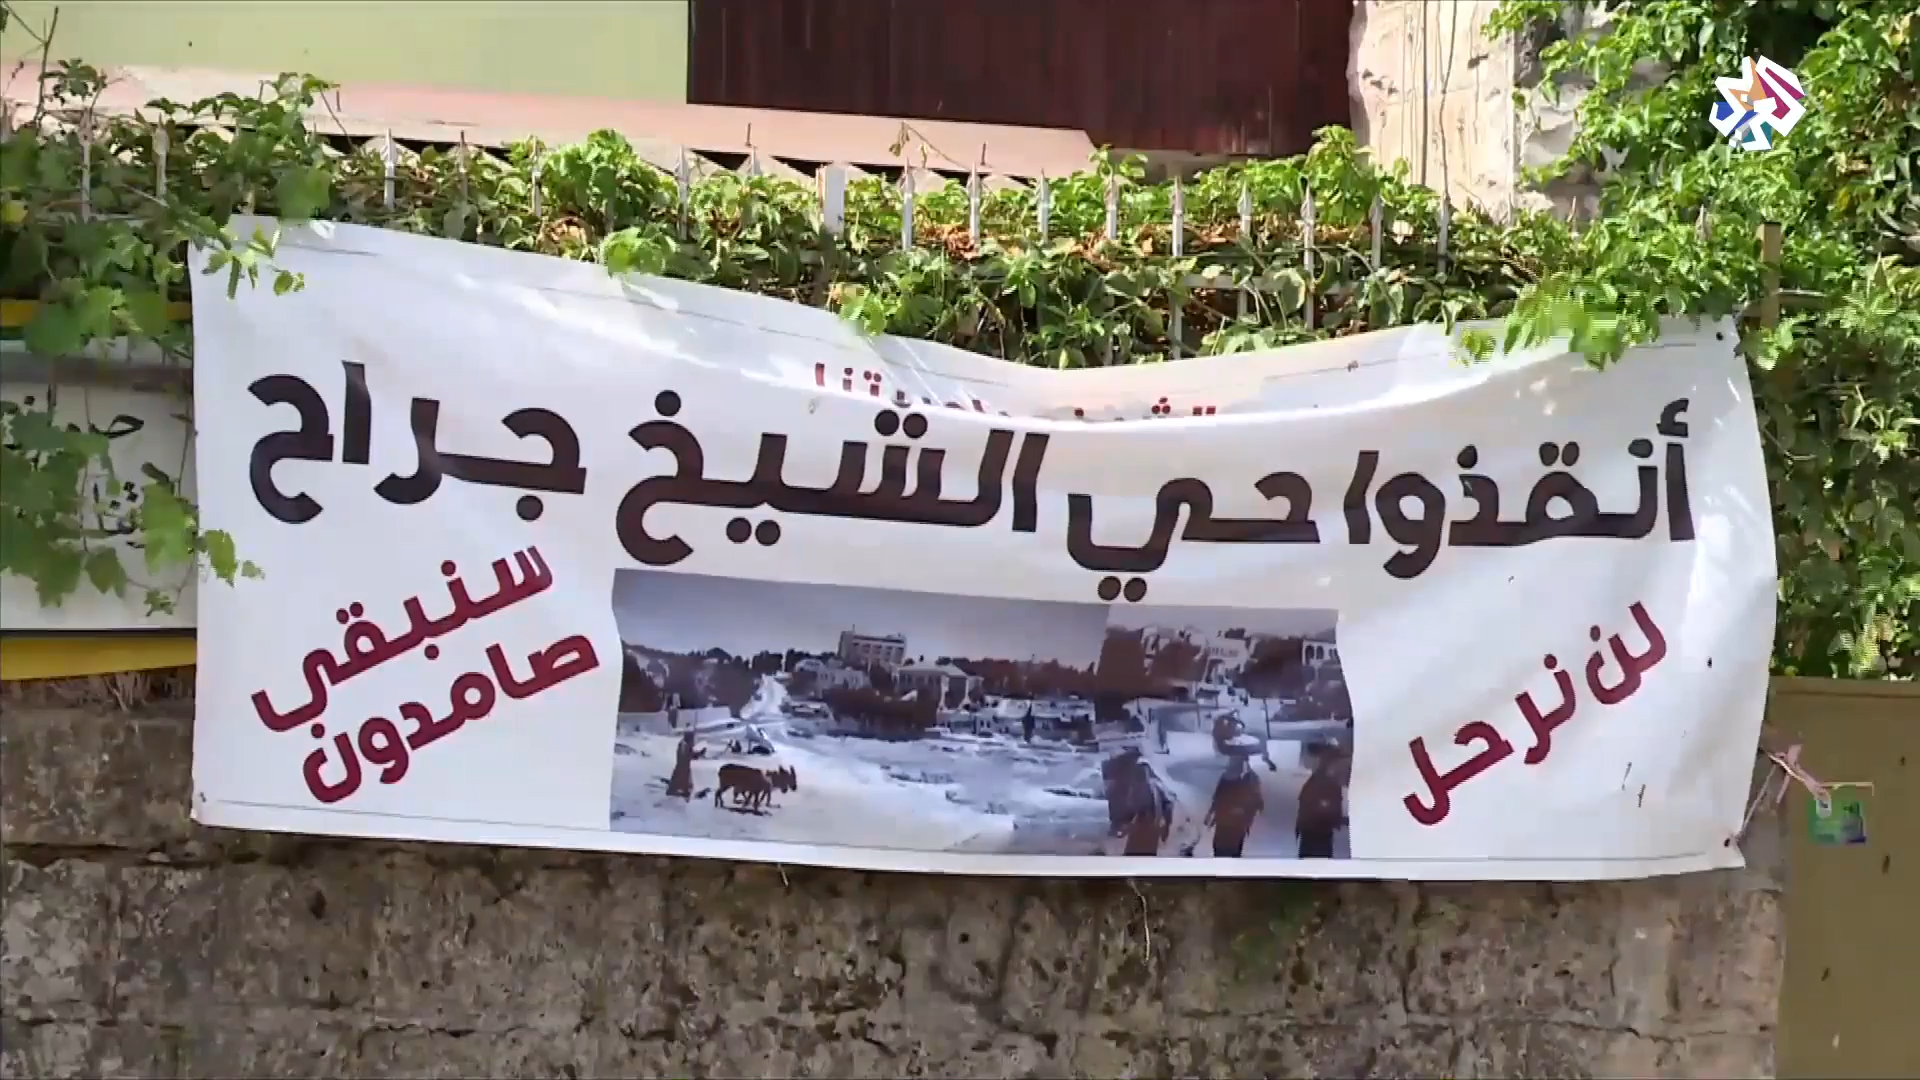 أنقذوا حي الشيخ جراح
لن نرحل
سنبقى
صامدون